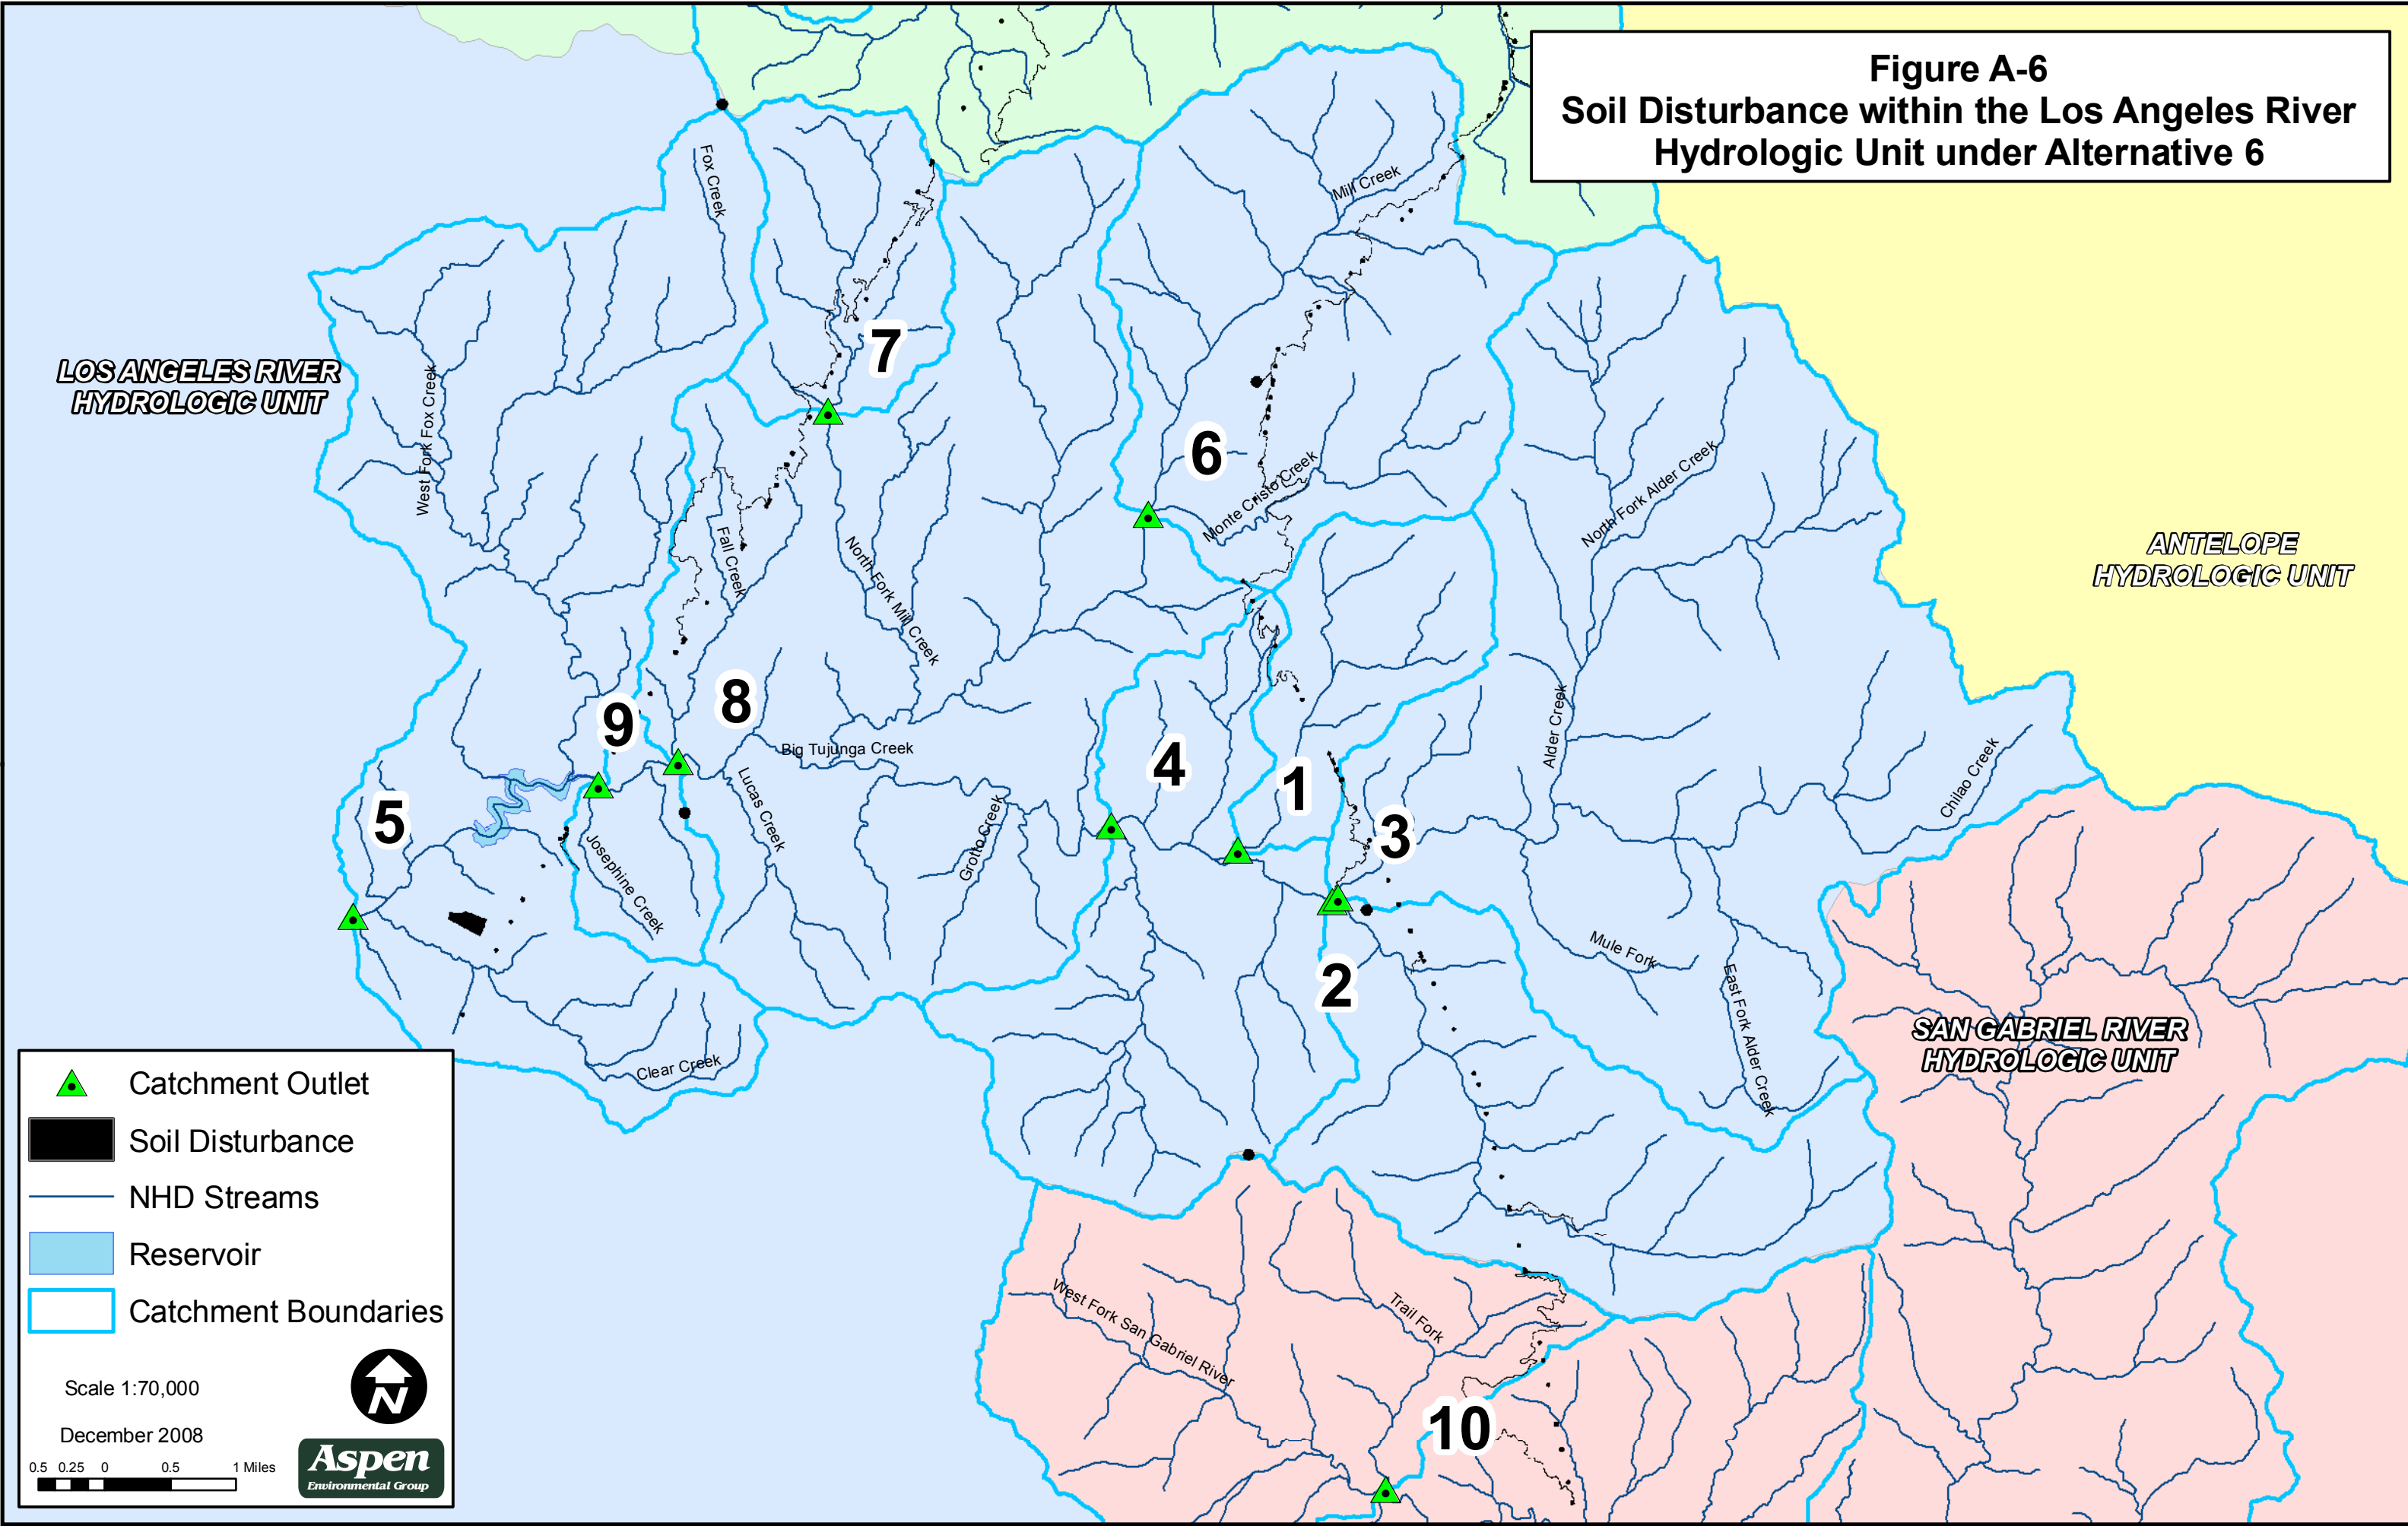 Figure A-6
Soil Disturbance within the Los Angeles River
Hydrologic Unit under Alternative 6
Fox Creek
Mill Creek
7
LOS ANGELES RIVER
HYDROLOGIC UNIT
West Fork Fox Creek
6
Monte Cristo Creek
North Fork Alder Creek
ANTELOPE
HYDROLOGIC UNIT
Fall Creek
North Fork Mill Creek
8
9
Big Tujunga Creek
4
1
Alder Creek
Chilao Creek
5
Lucas Creek
Grotto Creek
3
Josephine Creek
2
Mule Fork
East Fork Alder Creek
SAN GABRIEL RIVER
HYDROLOGIC UNIT
Clear Creek
West Fork San Gabriel River
Trail Fork
10
Catchment Outlet
Soil Disturbance
NHD Streams
Reservoir
Catchment Boundaries
Scale 1:70,000
N
December 2008
0.5 0.25 0 0.5 1 Miles
Aspen
Environmental Group